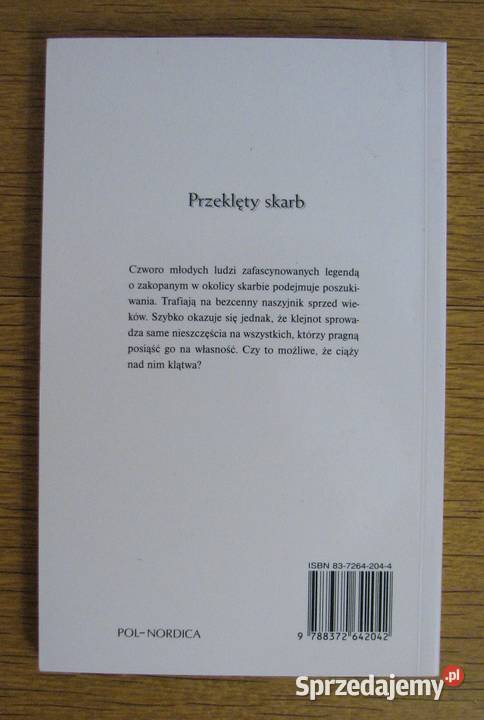 Przeklęty skarb
Czworo młodych ludzi zafascynowanych legendą
o zakopanym w okolicy skarbie podejmuje poszuki-
wania. Trafiają na bezcenny naszyjnik sprzed wie-
ków. Szybko okazuje się jednak, że klejnot sprowa-
dza same nieszczęścia na wszystkich, którzy pragną
posiąść go na własność. Czy to możliwe, że ciąży
nad nim klątwa?
ISBN 83-7264-204-4
9 788372 642042
POL-NORDICA
Sprzedajemy.pl